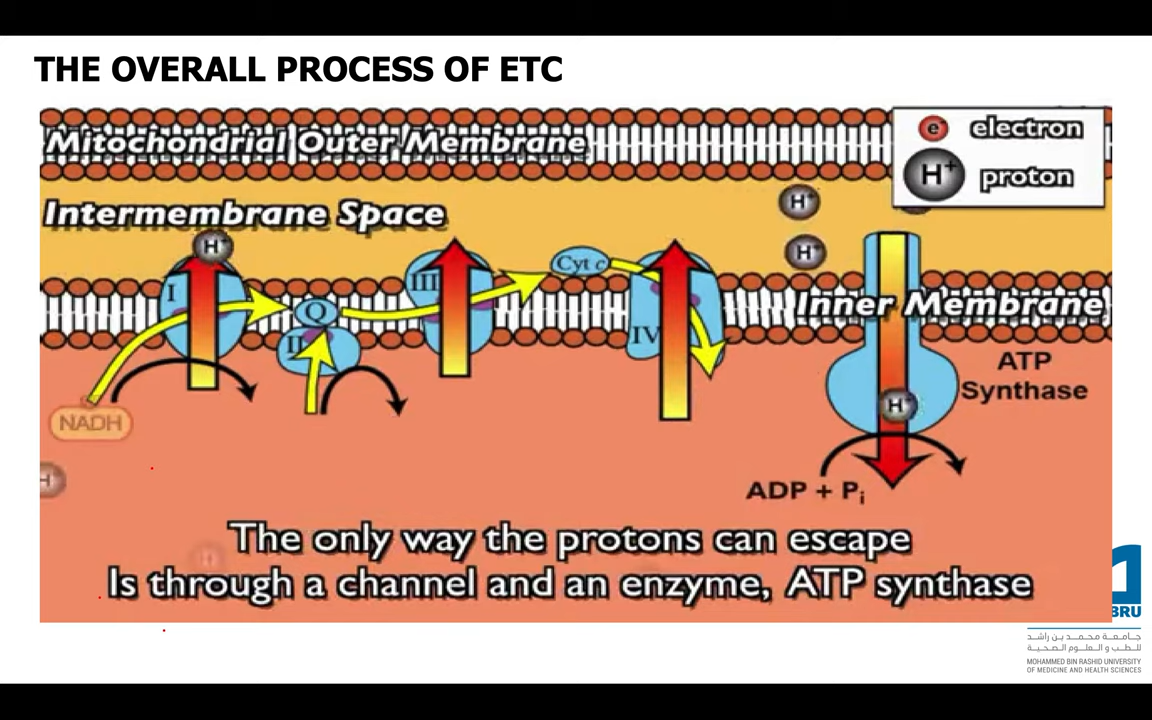 THE OVERALL PROCESS OF ETC
Mitochondrial Outer Membrane
e⁻ electron
H⁺ proton
Intermembrane Space
H⁺
H⁺
H⁺
I
III
Cyt c
Q
II
IV
Inner Membrane
ATP
Synthase
NADH
H⁺
H
ADP + Pi
The only way the protons can escape
Is through a channel and an enzyme, ATP synthase
BRU
جامعة محمد بن راشد
للطب و العلوم الصحية
MOHAMMED BIN RASHID UNIVERSITY
OF MEDICINE AND HEALTH SCIENCES